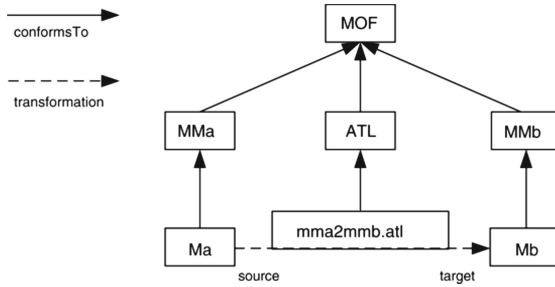 conformsTo
transformation
MOF
MMa
ATL
MMb
mma2mmb.atl
Ma
Mb
source
target